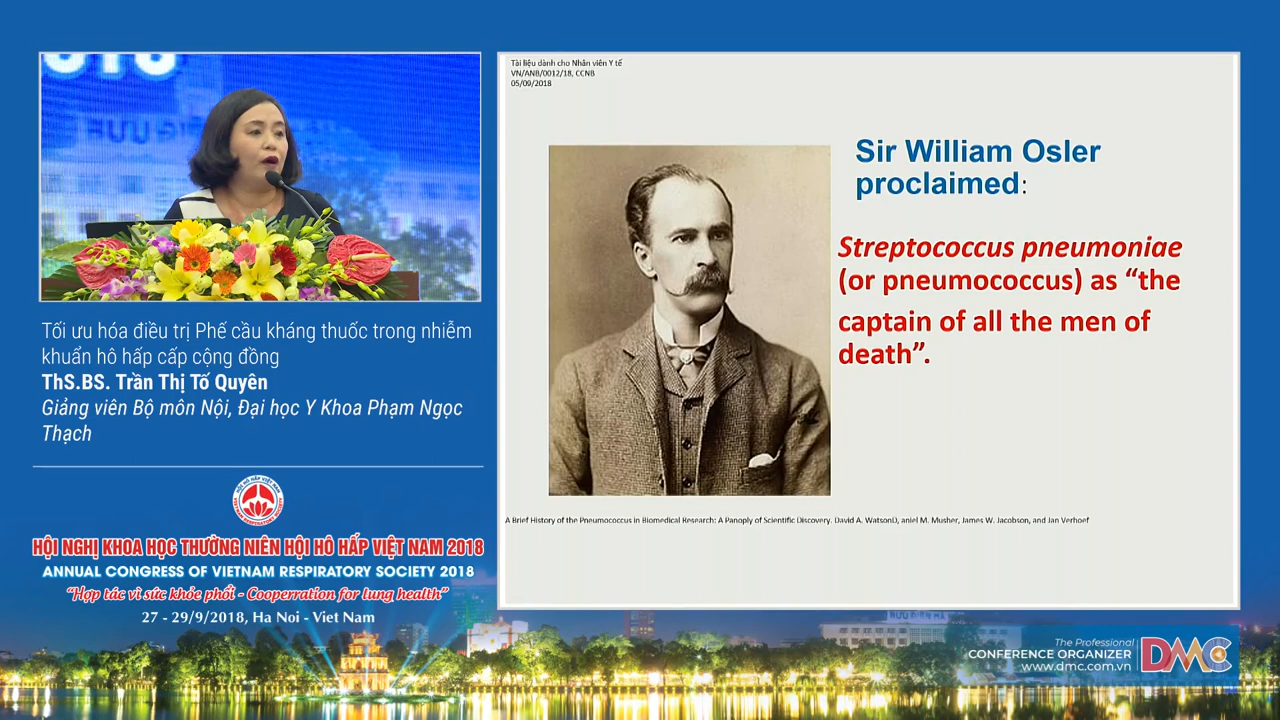 Tài liệu dành cho Nhân viên Y tế
VN/ANB/0012/18, CCNB
05/09/2018
Sir William Osler
proclaimed:
Streptococcus pneumoniae
(or pneumococcus) as “the
captain of all the men of
death”.
A Brief History of the Pneumococcus in Biomedical Research: A Panoply of Scientific Discovery. David A. WatsonD, aniel M. Musher, James W. Jacobson, and Jan Verhoef
Tối ưu hóa điều trị Phế cầu kháng thuốc trong nhiễm
khuẩn hô hấp cấp cộng đồng
ThS.BS. Trần Thị Tố Quyên
Giảng viên Bộ môn Nội, Đại học Y Khoa Phạm Ngọc
Thạch
HỘI NGHỊ KHOA HỌC THƯỜNG NIÊN HỘI HÔ HẤP VIỆT NAM 2018
ANNUAL CONGRESS OF VIETNAM RESPIRATORY SOCIETY 2018
“Hợp tác vì sức khỏe phổi - Cooperration for lung health”
27 - 29/9/2018, Ha Noi - Viet Nam
The Professional
CONFERENCE ORGANIZER
www.dmc.com.vn
DMC